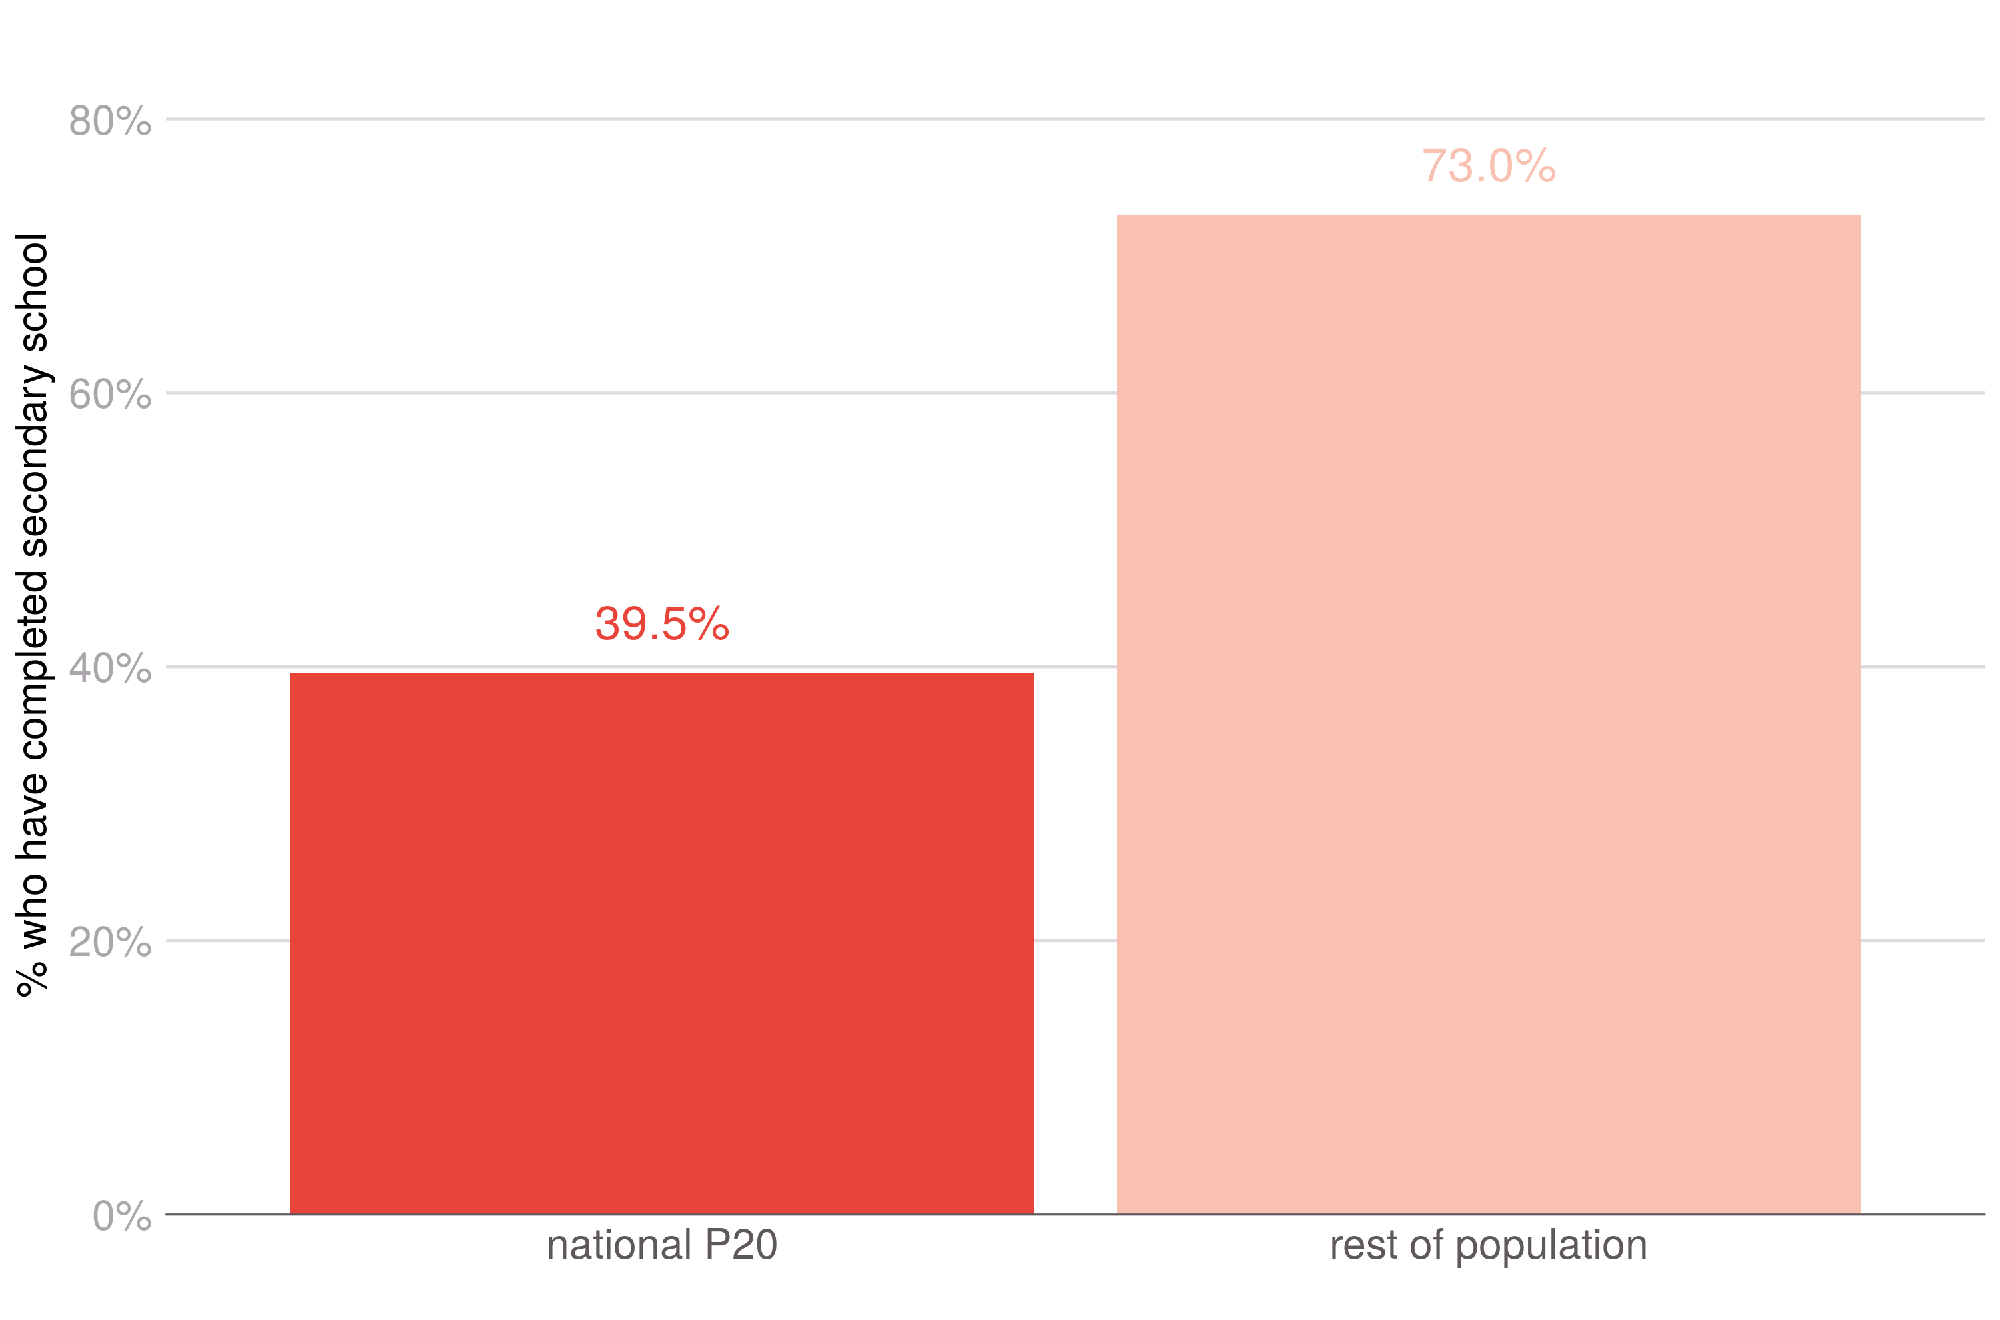 % who have completed secondary school
80%
60%
40%
20%
0%
39.5%
73.0%
national P20
rest of population